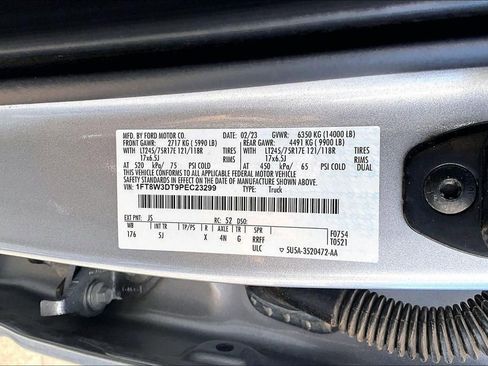 MFD. BY FORD MOTOR CO.
DATE: 02/23 GVWR: 6350 KG (14000 LB)
FRONT GAWR: 2717 KG (5990 LB) REAR GAWR: 4491 KG (9900 LB)
WITH LT245/75R17E 121/118R TIRES WITH LT245/75R17E 121/118R TIRES
17x6.5J RIMS 17x6.5J RIMS
AT 520 kPa/ 75 PSI COLD AT 450 kPa/ 65 PSI COLD DUAL
THIS VEHICLE CONFORMS TO ALL APPLICABLE FEDERAL MOTOR VEHICLE
SAFETY STANDARDS IN EFFECT ON THE DATE OF MANUFACTURE SHOWN ABOVE.
VIN: 1FT8W3DT9PEC23299 TYPE: Truck
EXT PNT: JS RC: 52 DSO: F0754
WB INT TR TP/PS R AXLE TR SPR T0521
176 5J X 4N G RREF
ULC 5U5A-3520472-AA